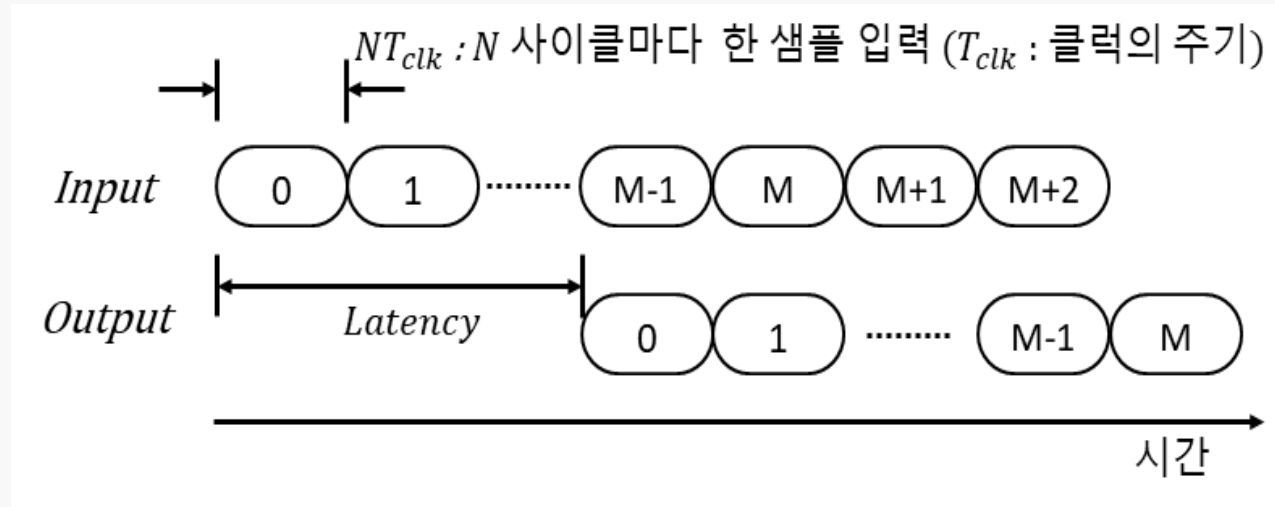 NT_clk : N 사이클마다 한 샘플 입력 (T_clk : 클럭의 주기)
Input 0 1 ......... M-1 M M+1 M+2
Output Latency 0 1 ......... M-1 M
시간